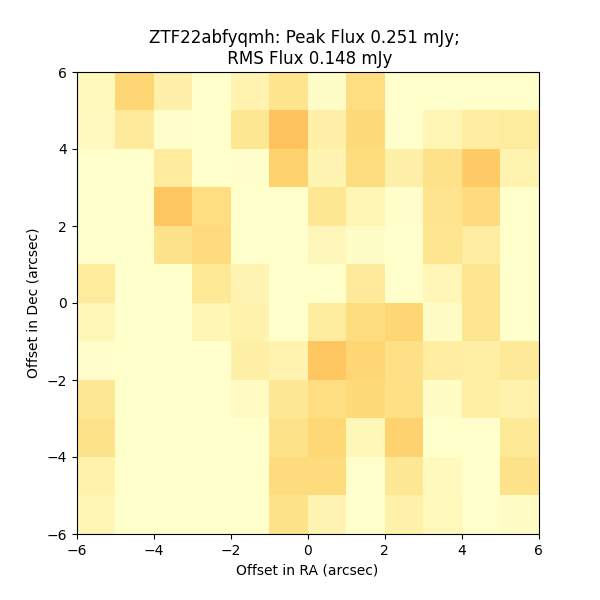 ZTF22abfyqmh: Peak Flux 0.251 mJy;
RMS Flux 0.148 mJy
6
4
2
0
−2
−4
−6
Offset in Dec (arcsec)
−6 −4 −2 0 2 4 6
Offset in RA (arcsec)